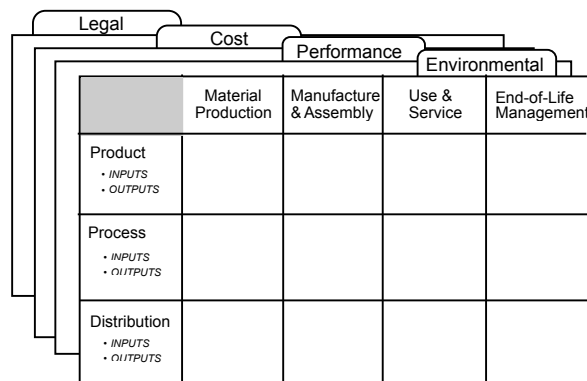 Legal
Cost
Performance
Environmental
Material
Production
Manufacture
& Assembly
Use &
Service
End-of-Life
Management
Product
• INPUTS
• OUTPUTS
Process
• INPUTS
• OUTPUTS
Distribution
• INPUTS
• OUTPUTS